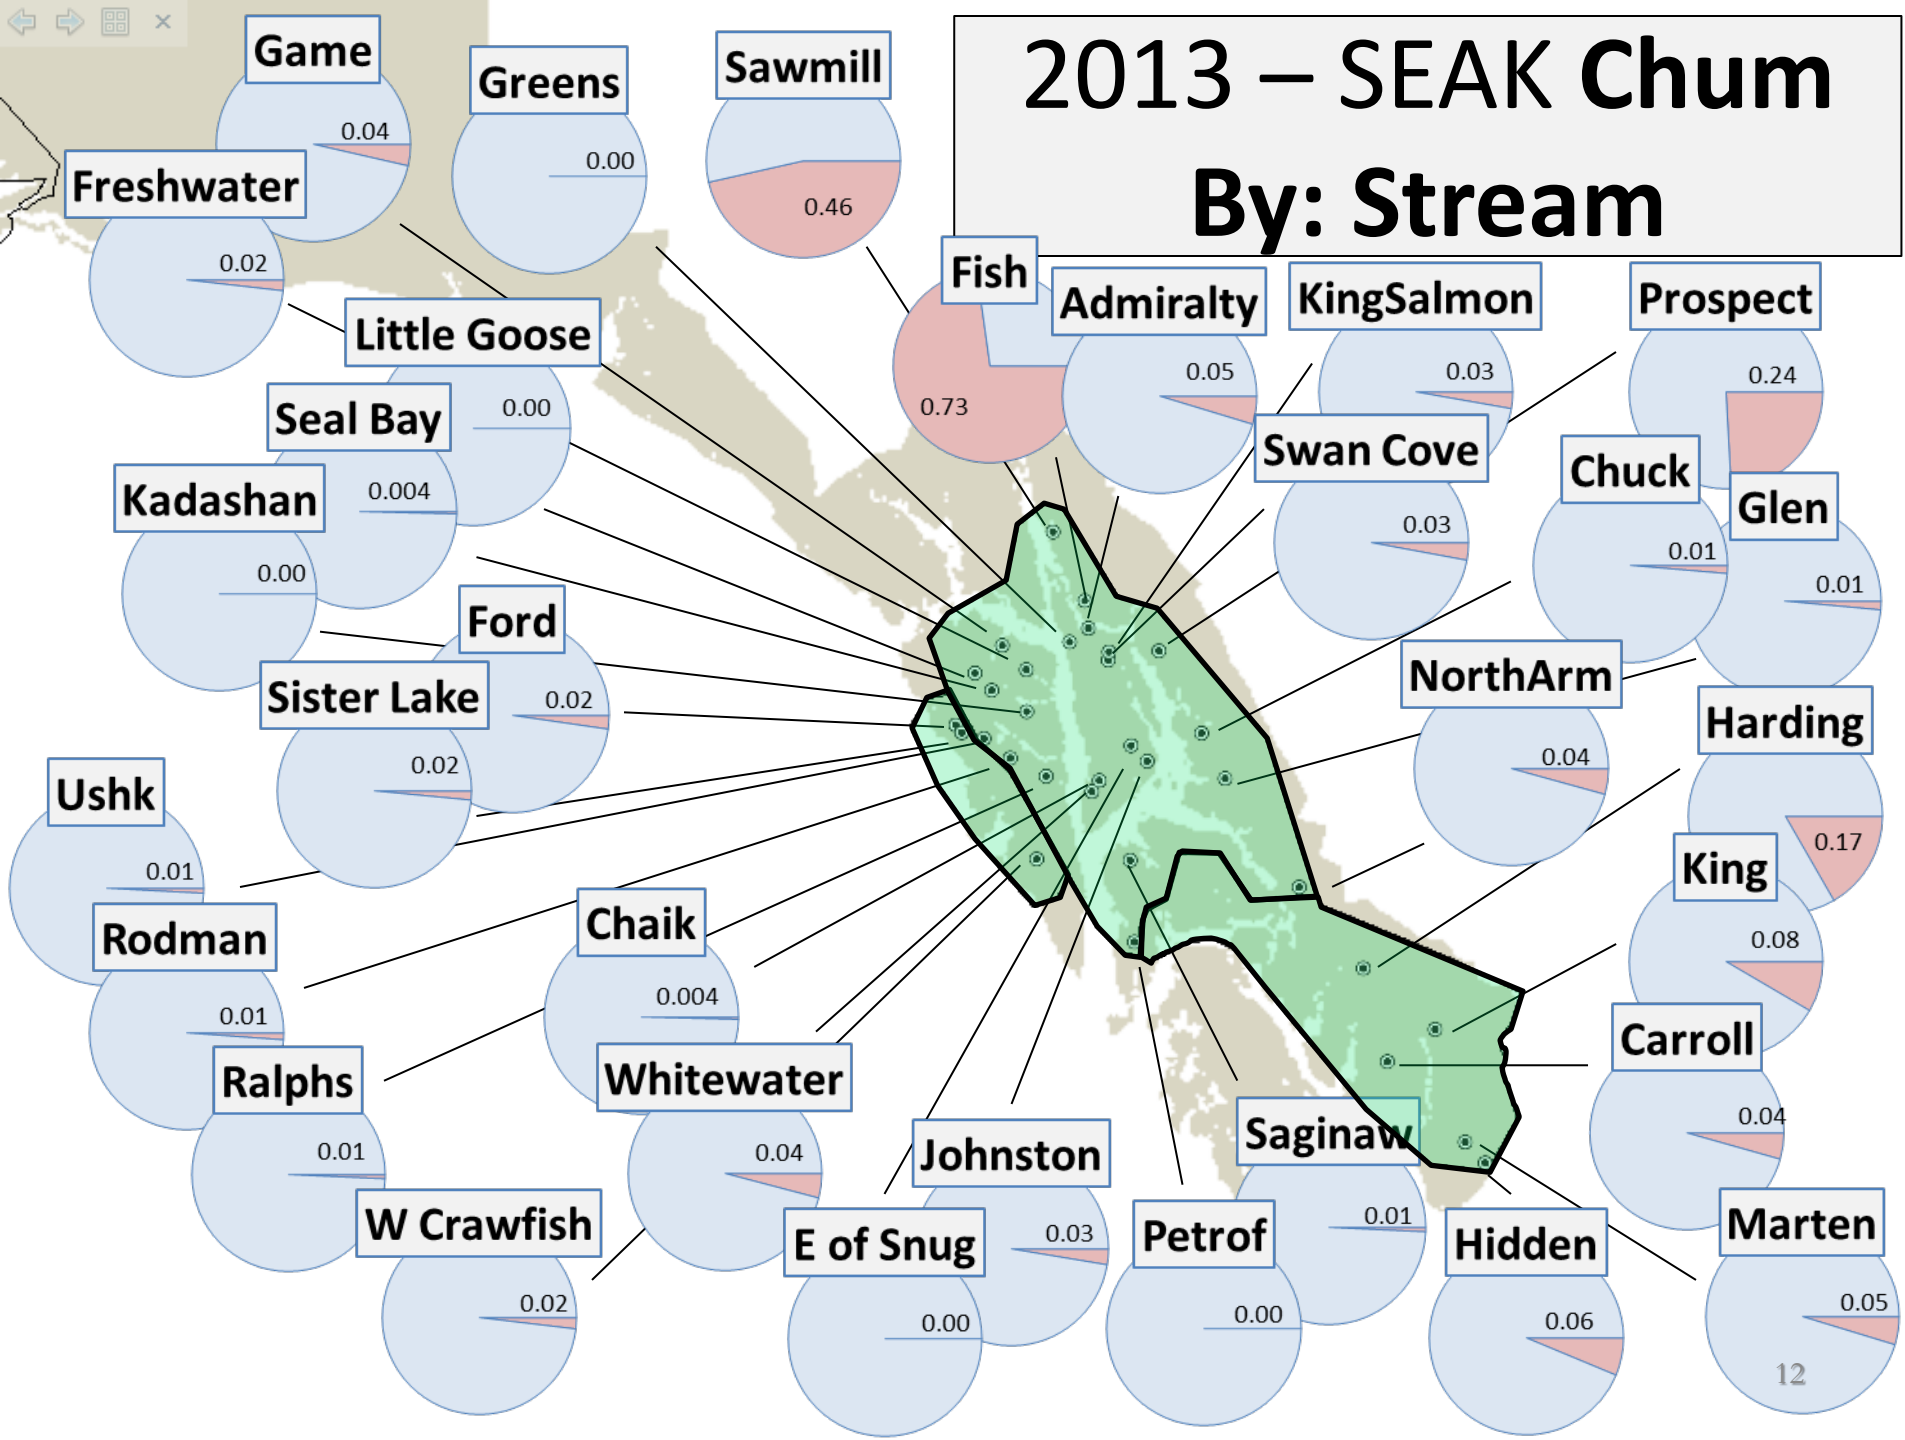 2013 – SEAK Chum
By: Stream
Game
0.04
Greens
0.00
Sawmill
0.46
Freshwater
0.02
Fish
0.73
Admiralty
0.05
KingSalmon
0.03
Prospect
0.24
Little Goose
0.00
Seal Bay
0.004
Swan Cove
0.03
Chuck
0.01
Glen
0.01
Kadashan
0.00
Ford
0.02
Sister Lake
0.02
NorthArm
0.04
Harding
0.17
Ushk
0.01
King
0.08
Rodman
0.01
Chaik
0.004
Carroll
0.04
Ralphs
0.01
Whitewater
0.04
Johnston
0.03
Saginaw
0.01
W Crawfish
0.02
E of Snug
0.00
Petrof
0.00
Hidden
0.06
Marten
0.05
12